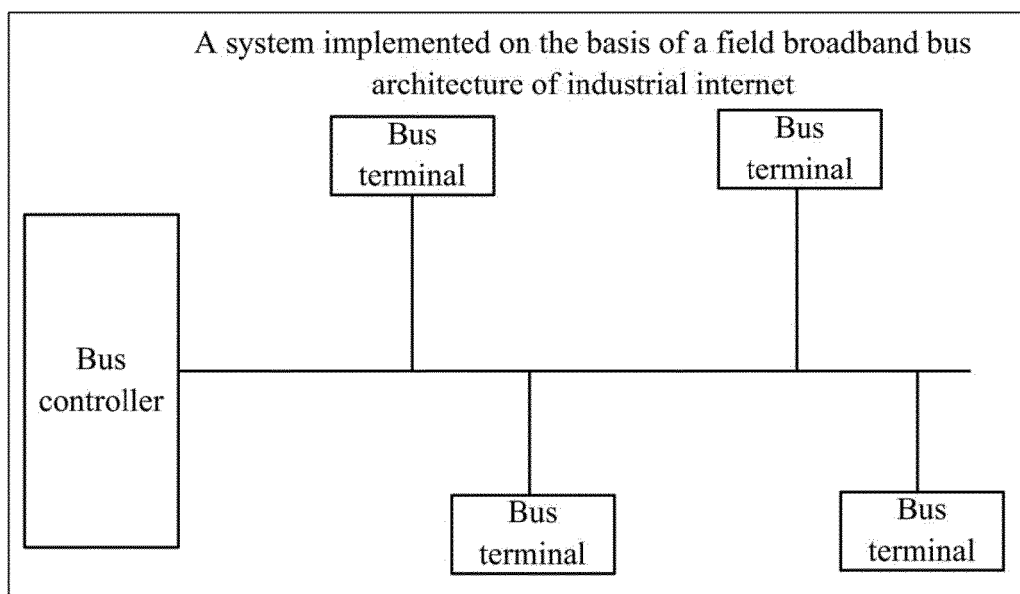 A system implemented on the basis of a field broadband bus
architecture of industrial internet
Bus
terminal
Bus
terminal
Bus
controller
Bus
terminal
Bus
terminal